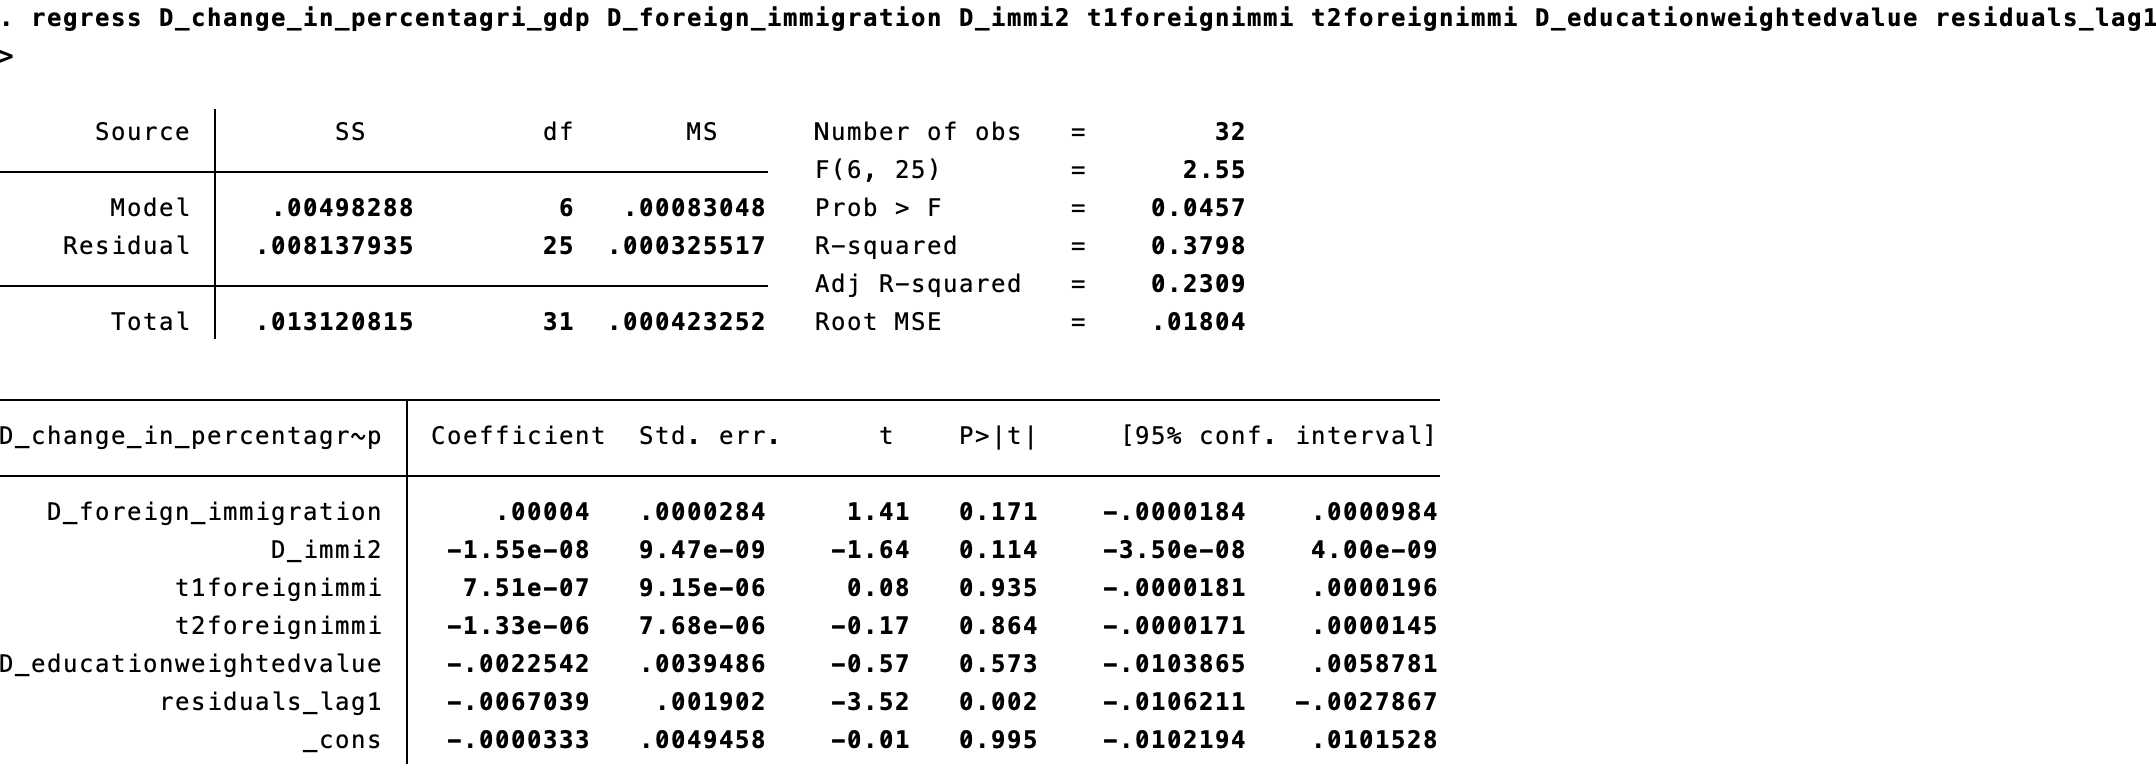 . regress D_change_in_percentagri_gdp D_foreign_immigration D_immi2 t1foreignimmi t2foreignimmi D_educationweightedvalue residuals_lag1
>
Source SS df MS Number of obs = 32
F(6, 25) = 2.55
Model .00498288 6 .00083048 Prob > F = 0.0457
Residual .008137935 25 .000325517 R-squared = 0.3798
Adj R-squared = 0.2309
Total .013120815 31 .000423252 Root MSE = .01804
D_change_in_percentagr~p Coefficient Std. err. t P>|t| [95% conf. interval]
D_foreign_immigration .00004 .0000284 1.41 0.171 -.0000184 .0000984
D_immi2 -1.55e-08 9.47e-09 -1.64 0.114 -3.50e-08 4.00e-09
t1foreignimmi 7.51e-07 9.15e-06 0.08 0.935 -.0000181 .0000196
t2foreignimmi -1.33e-06 7.68e-06 -0.17 0.864 -.0000171 .0000145
D_educationweightedvalue -.0022542 .0039486 -0.57 0.573 -.0103865 .0058781
residuals_lag1 -.0067039 .001902 -3.52 0.002 -.0106211 -.0027867
_cons -.0000333 .0049458 -0.01 0.995 -.0102194 .0101528